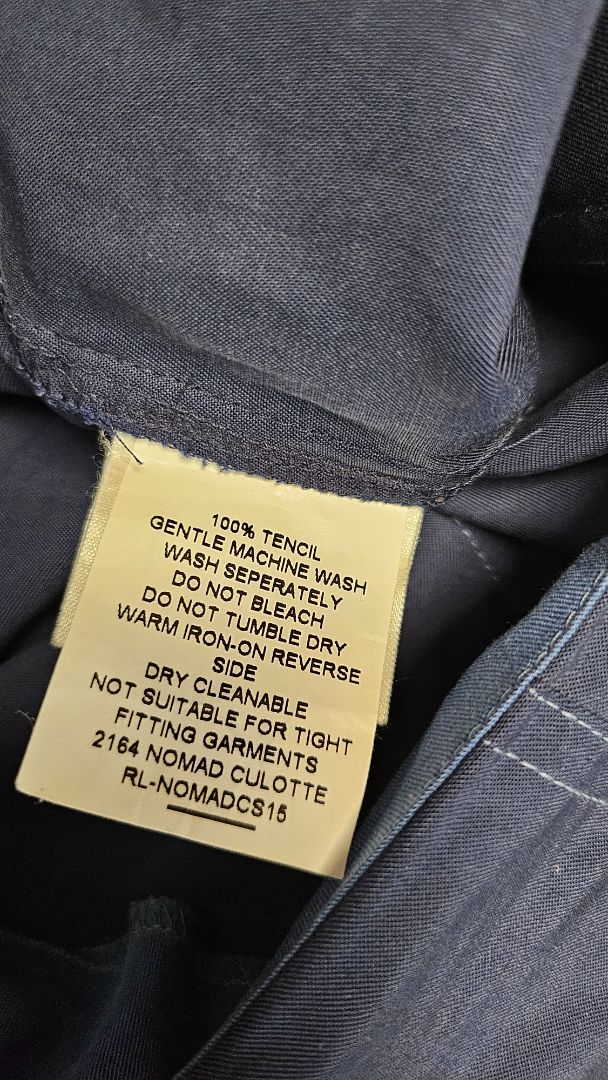 100% TENCIL
GENTLE MACHINE WASH
WASH SEPERATELY
DO NOT BLEACH
DO NOT TUMBLE DRY
WARM IRON-ON REVERSE
SIDE
DRY CLEANABLE
NOT SUITABLE FOR TIGHT
FITTING GARMENTS
2164 NOMAD CULOTTE
RL-NOMADCS15